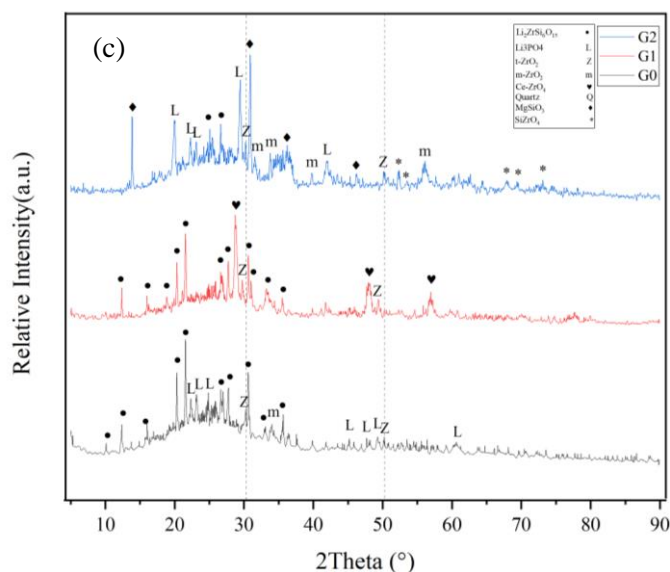 (c)
Li₂ZrSi₆O₁₅ •
Li3PO4 L
t-ZrO₂ Z
m-ZrO₂ m
Ce-ZrO₄ ♥
Quartz Q
MgSiO₃ ♦
SiZrO₄ *
G2
G1
G0
♦ L L L • • L Z ♦ m m ♦ m L ♦ Z * * m * * *
• • • • • • • ♥ Z • • • • ♥ Z ♥
• • • • • L L L • • Z • • m • L L L Z L
Relative Intensity(a.u.)
10 20 30 40 50 60 70 80 90
2Theta (°)